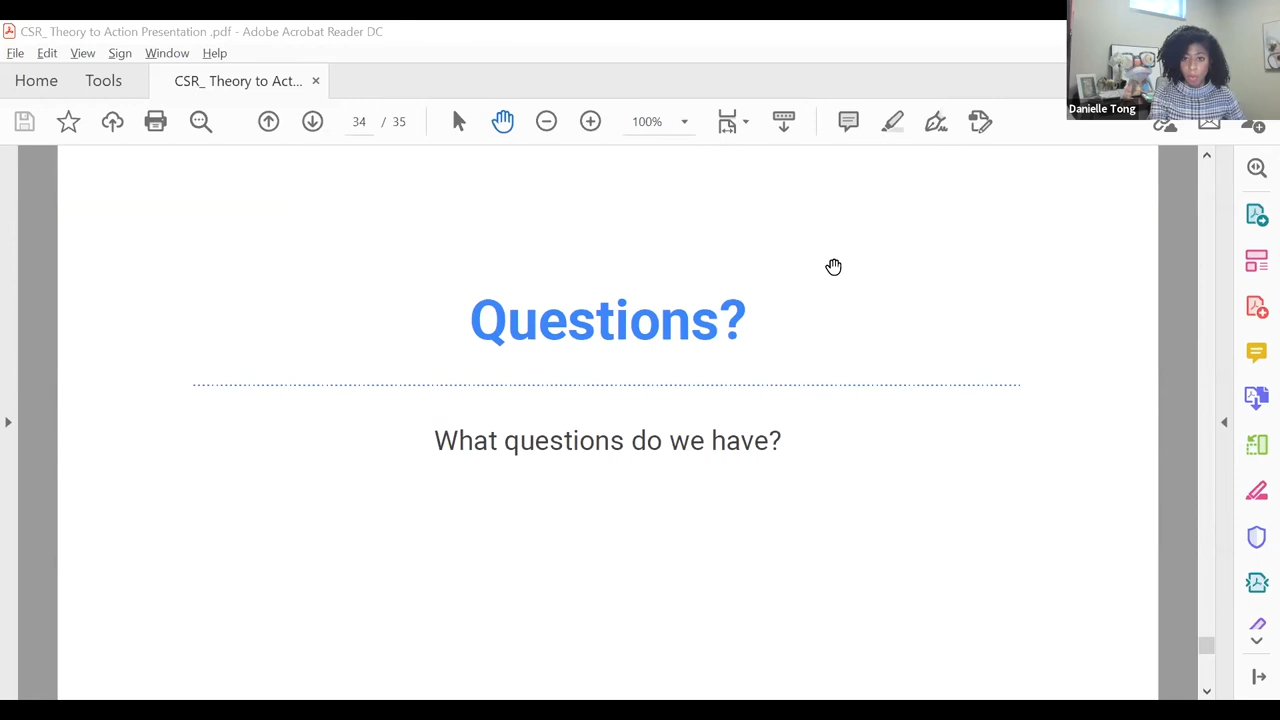 CSR_ Theory to Action Presentation .pdf - Adobe Acrobat Reader DC
File Edit View Sign Window Help
Home Tools CSR_ Theory to Act... ×
34 / 35 100%
Danielle Tong
Questions?
What questions do we have?